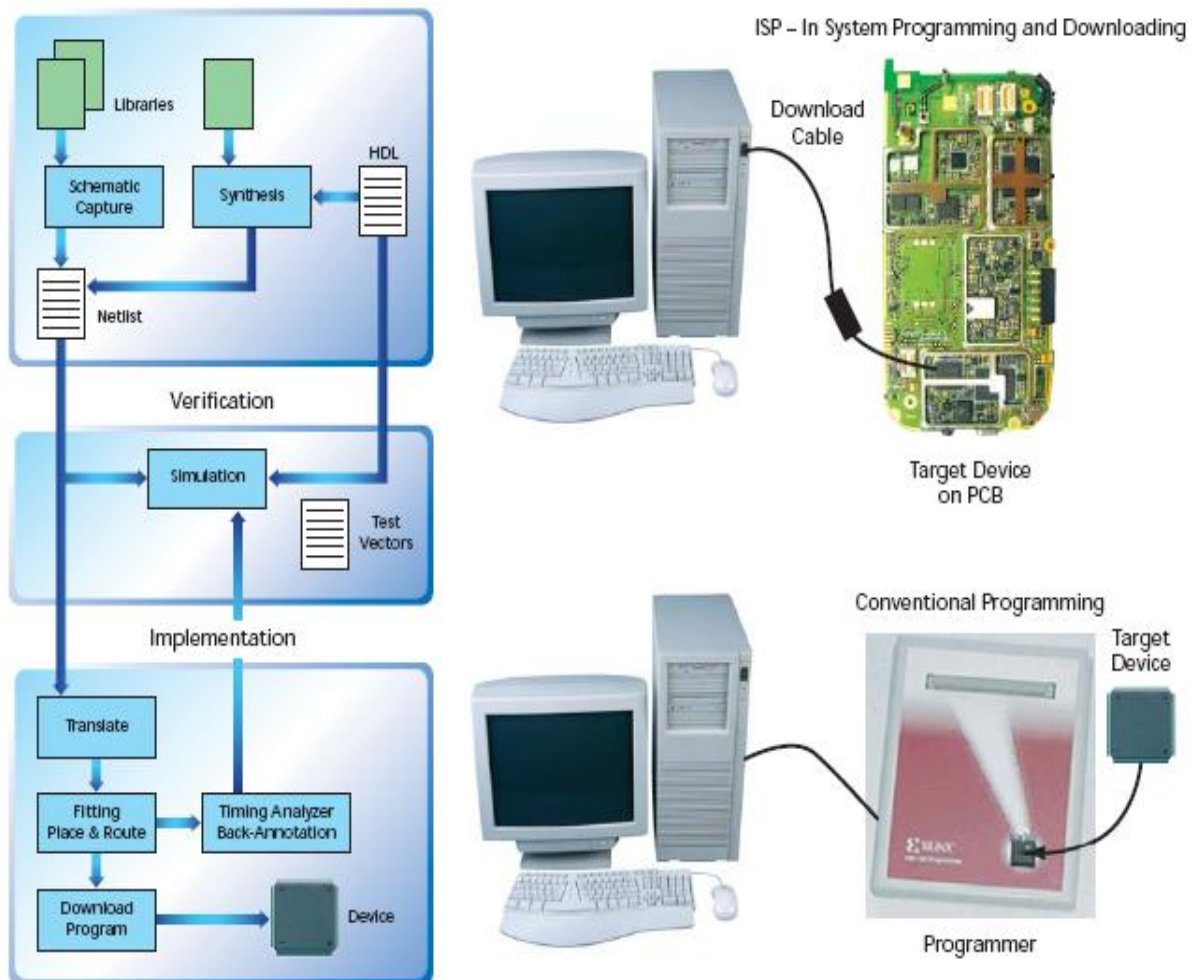 Libraries
HDL
Schematic
Capture
Synthesis
Netlist
Verification
Simulation
Test
Vectors
Implementation
Translate
Fitting
Place & Route
Timing Analyzer
Back-Annotation
Download
Program
Device
ISP – In System Programming and Downloading
Download
Cable
Target Device
on PCB
Conventional Programming
Target
Device
XILINX
Programmer